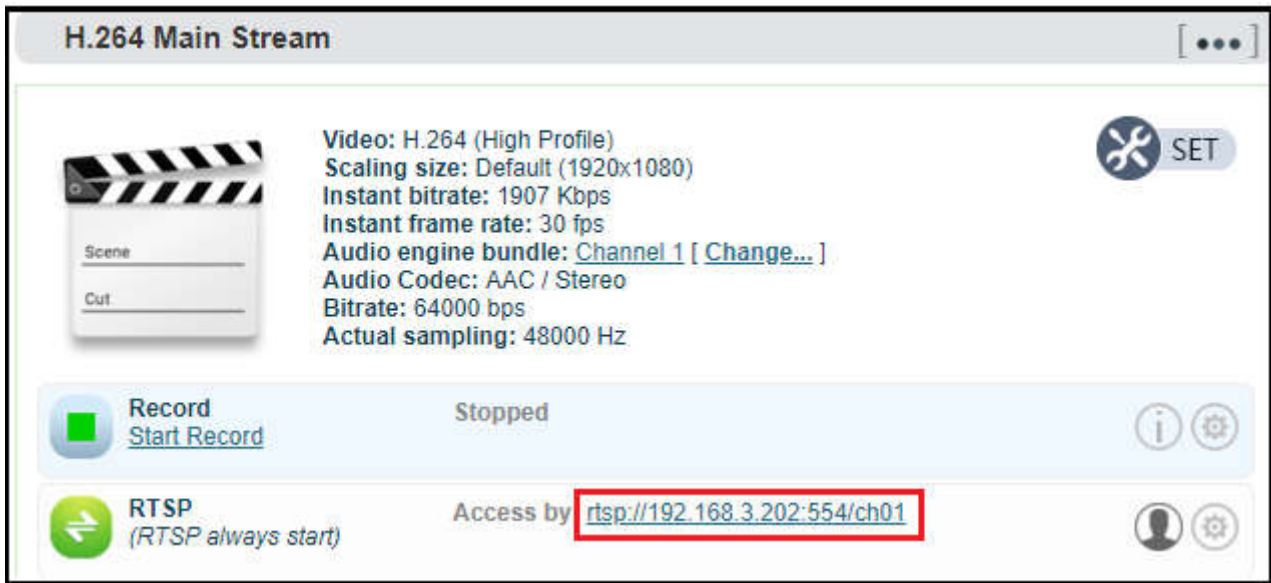 H.264 Main Stream
[•••]
Video: H.264 (High Profile)
Scaling size: Default (1920x1080)
Instant bitrate: 1907 Kbps
Instant frame rate: 30 fps
Audio engine bundle: Channel 1 [ Change... ]
Audio Codec: AAC / Stereo
Bitrate: 64000 bps
Actual sampling: 48000 Hz
SET
Scene
Cut
Record
Start Record
Stopped
RTSP
(RTSP always start)
Access by rtsp://192.168.3.202:554/ch01